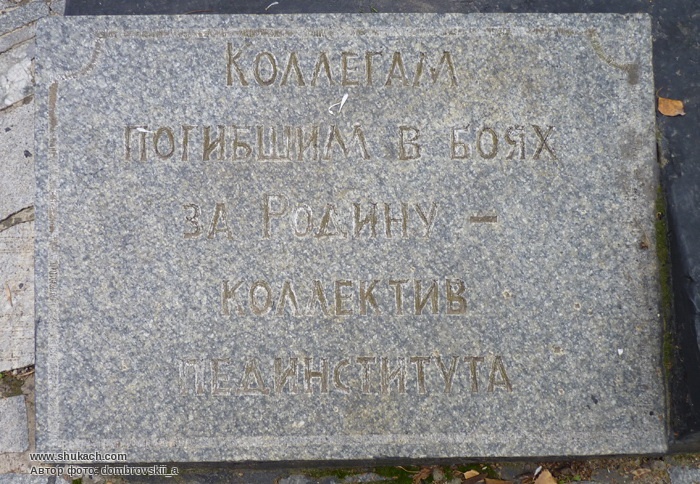 Коллегам
погибшим в боях
за Родину –
коллектив
пединститута
www.shukach.com
Автор фото: dombrovskii_a